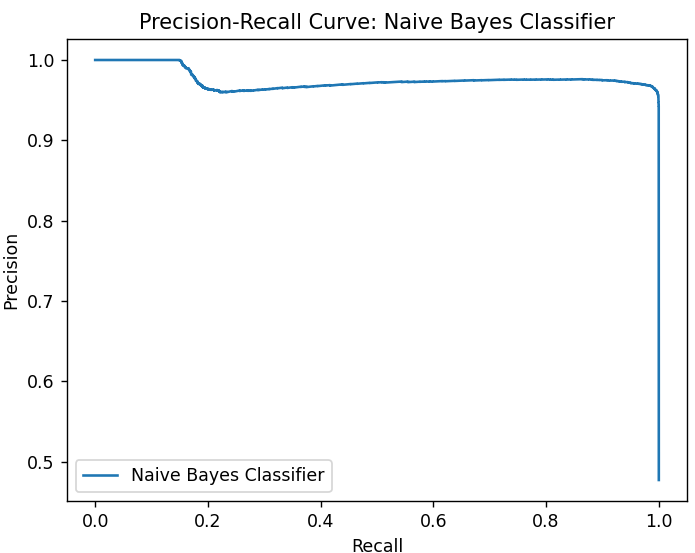 Precision-Recall Curve: Naive Bayes Classifier
1.0
0.9
0.8
0.7
0.6
0.5
Precision
Naive Bayes Classifier
0.0 0.2 0.4 0.6 0.8 1.0
Recall